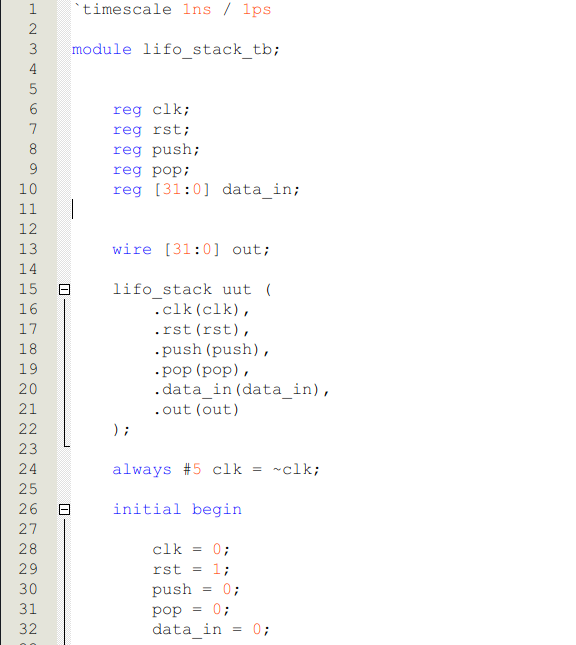 1 `timescale 1ns / 1ps
2
3 module lifo_stack_tb;
4
5
6 reg clk;
7 reg rst;
8 reg push;
9 reg pop;
10 reg [31:0] data_in;
11
12
13 wire [31:0] out;
14
15 lifo_stack uut (
16 .clk(clk),
17 .rst(rst),
18 .push(push),
19 .pop(pop),
20 .data_in(data_in),
21 .out(out)
22 );
23
24 always #5 clk = ~clk;
25
26 initial begin
27
28 clk = 0;
29 rst = 1;
30 push = 0;
31 pop = 0;
32 data_in = 0;